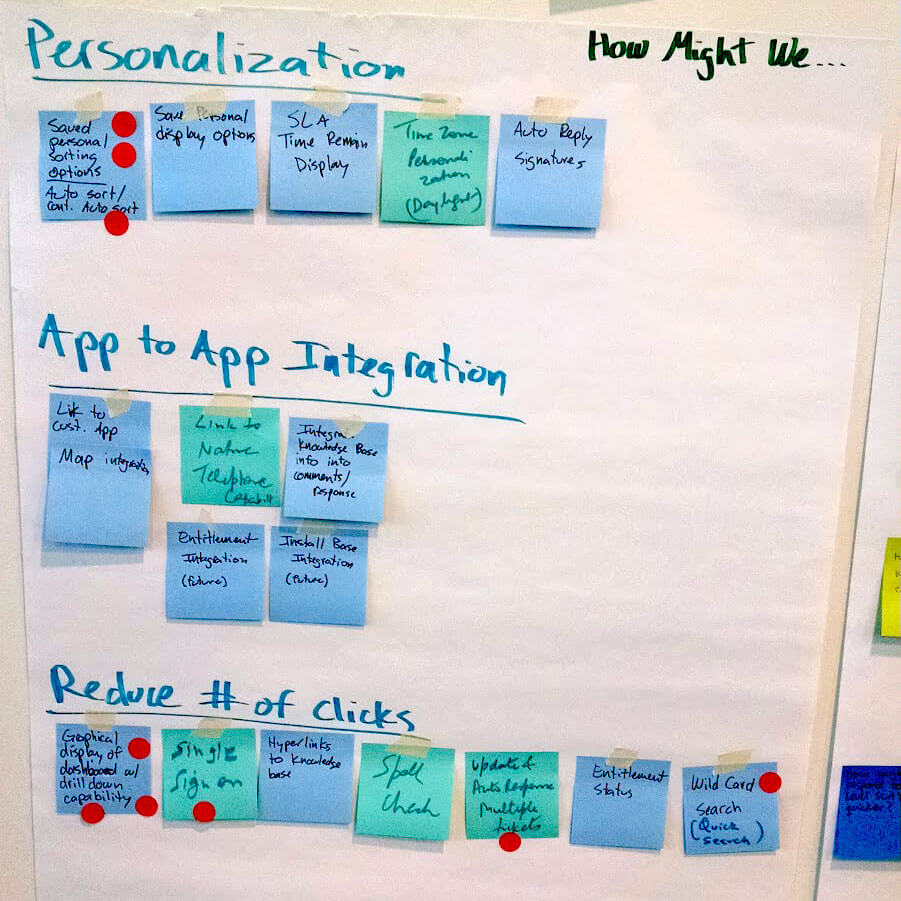 Personalization
How Might We...
Saved
personal
sorting
options
Auto sort/
cont. Auto sort
Save Personal
display options
SLA
Time Remain
Display
Time Zone
Personali
zation
(Daylight)
Auto Reply
Signatures
App to App Integration
Lik to
cust. App
Map integration
Link to
Native
Telephone
Capabilt
Integra
Knowledge Base
info into
comments/
response
Entitlement
Integration
(future)
Install Base
Integration
(future)
Reduce # of clicks
Graphical
display of
dashboard w/
drill down
capability
Single
Sign on
Hyperlinks
to Knowledge
base
Spell
Check
Update &
Auto Response
Multiple
tickets
Entitlement
Status
Wild Card
Search
(Quick
search)